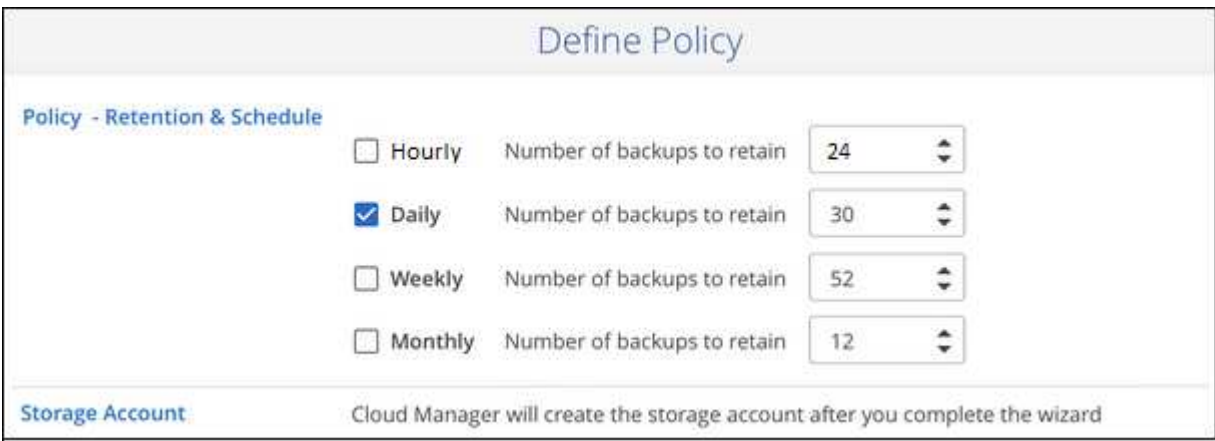 Define Policy
Policy - Retention & Schedule
Hourly Number of backups to retain 24
Daily Number of backups to retain 30
Weekly Number of backups to retain 52
Monthly Number of backups to retain 12
Storage Account Cloud Manager will create the storage account after you complete the wizard